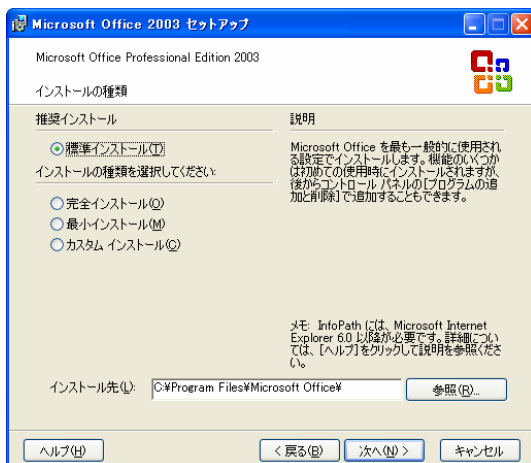 Microsoft Office 2003 セットアップ
Microsoft Office Professional Edition 2003
インストールの種類
推奨インストール
標準インストール(T)
インストールの種類を選択してください:
完全インストール(O)
最小インストール(M)
カスタム インストール(C)
説明
Microsoft Office を最も一般的に使用され
る設定でインストールします。機能のいくつか
は初めての使用時にインストールされますが、
後からコントロール パネルの[プログラムの追
加と削除]で追加することもできます。
メモ: InfoPath には、Microsoft Internet
Explorer 6.0 以降が必要です。詳細につい
ては、[ヘルプ]をクリックして説明を参照くださ
い。
インストール先(L):
C:¥Program Files¥Microsoft Office¥
参照(R)...
ヘルプ(H)
< 戻る(B)
次へ(N) >
キャンセル